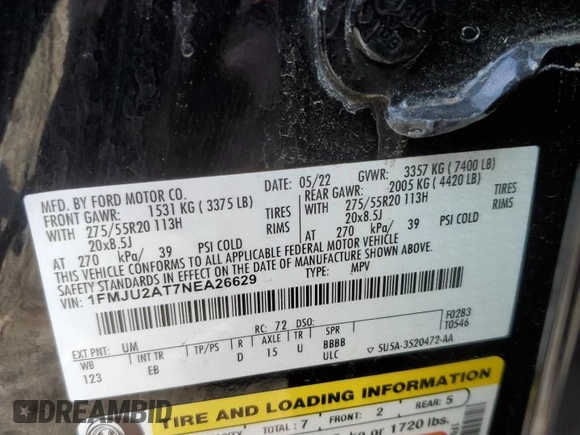 MFD. BY FORD MOTOR CO.
DATE: 05/22 GVWR: 3357 KG ( 7400 LB)
FRONT GAWR: 1531 KG ( 3375 LB) REAR GAWR: 2005 KG ( 4420 LB)
WITH 275/55R20 113H TIRES WITH 275/55R20 113H TIRES
20x8.5J RIMS 20x8.5J RIMS
AT 270 kPa/ 39 PSI COLD AT 270 kPa/ 39 PSI COLD
THIS VEHICLE CONFORMS TO ALL APPLICABLE FEDERAL MOTOR VEHICLE
SAFETY STANDARDS IN EFFECT ON THE DATE OF MANUFACTURE SHOWN ABOVE.
VIN: 1FMJU2AT7NEA26629 TYPE: MPV
F0283
T0546
EXT PNT: UM RC: 72 DSO:
WB INT TR TP/PS R AXLE TR SPR
123 EB D 15 U BBBB
ULC 5U5A-3520472-AA
TIRE AND LOADING INFORMATION
TOTAL: 7 FRONT: 2 REAR: 5
kg or 1720 lbs.
DREAMBID